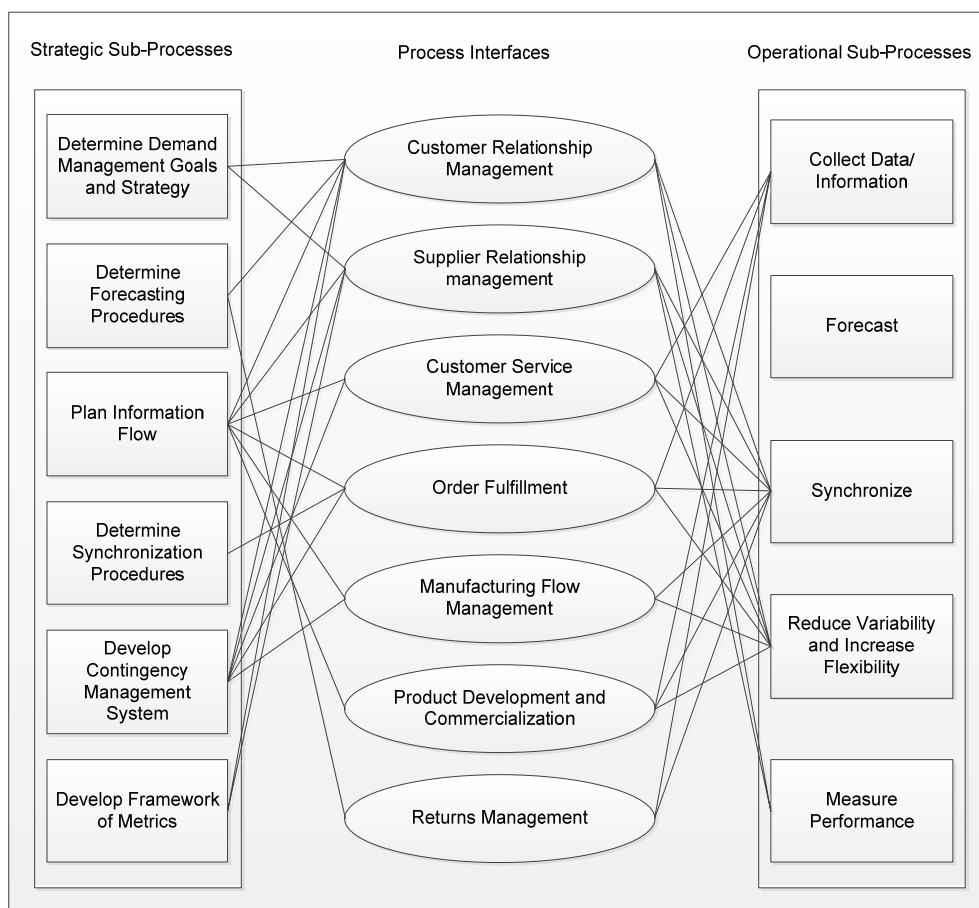 Strategic Sub-Processes
Process Interfaces
Operational Sub-Processes
Determine Demand
Management Goals
and Strategy
Determine
Forecasting
Procedures
Plan Information
Flow
Determine
Synchronization
Procedures
Develop
Contingency
Management
System
Develop Framework
of Metrics
Customer Relationship
Management
Supplier Relationship
management
Customer Service
Management
Order Fulfillment
Manufacturing Flow
Management
Product Development and
Commercialization
Returns Management
Collect Data/
Information
Forecast
Synchronize
Reduce Variability
and Increase
Flexibility
Measure
Performance